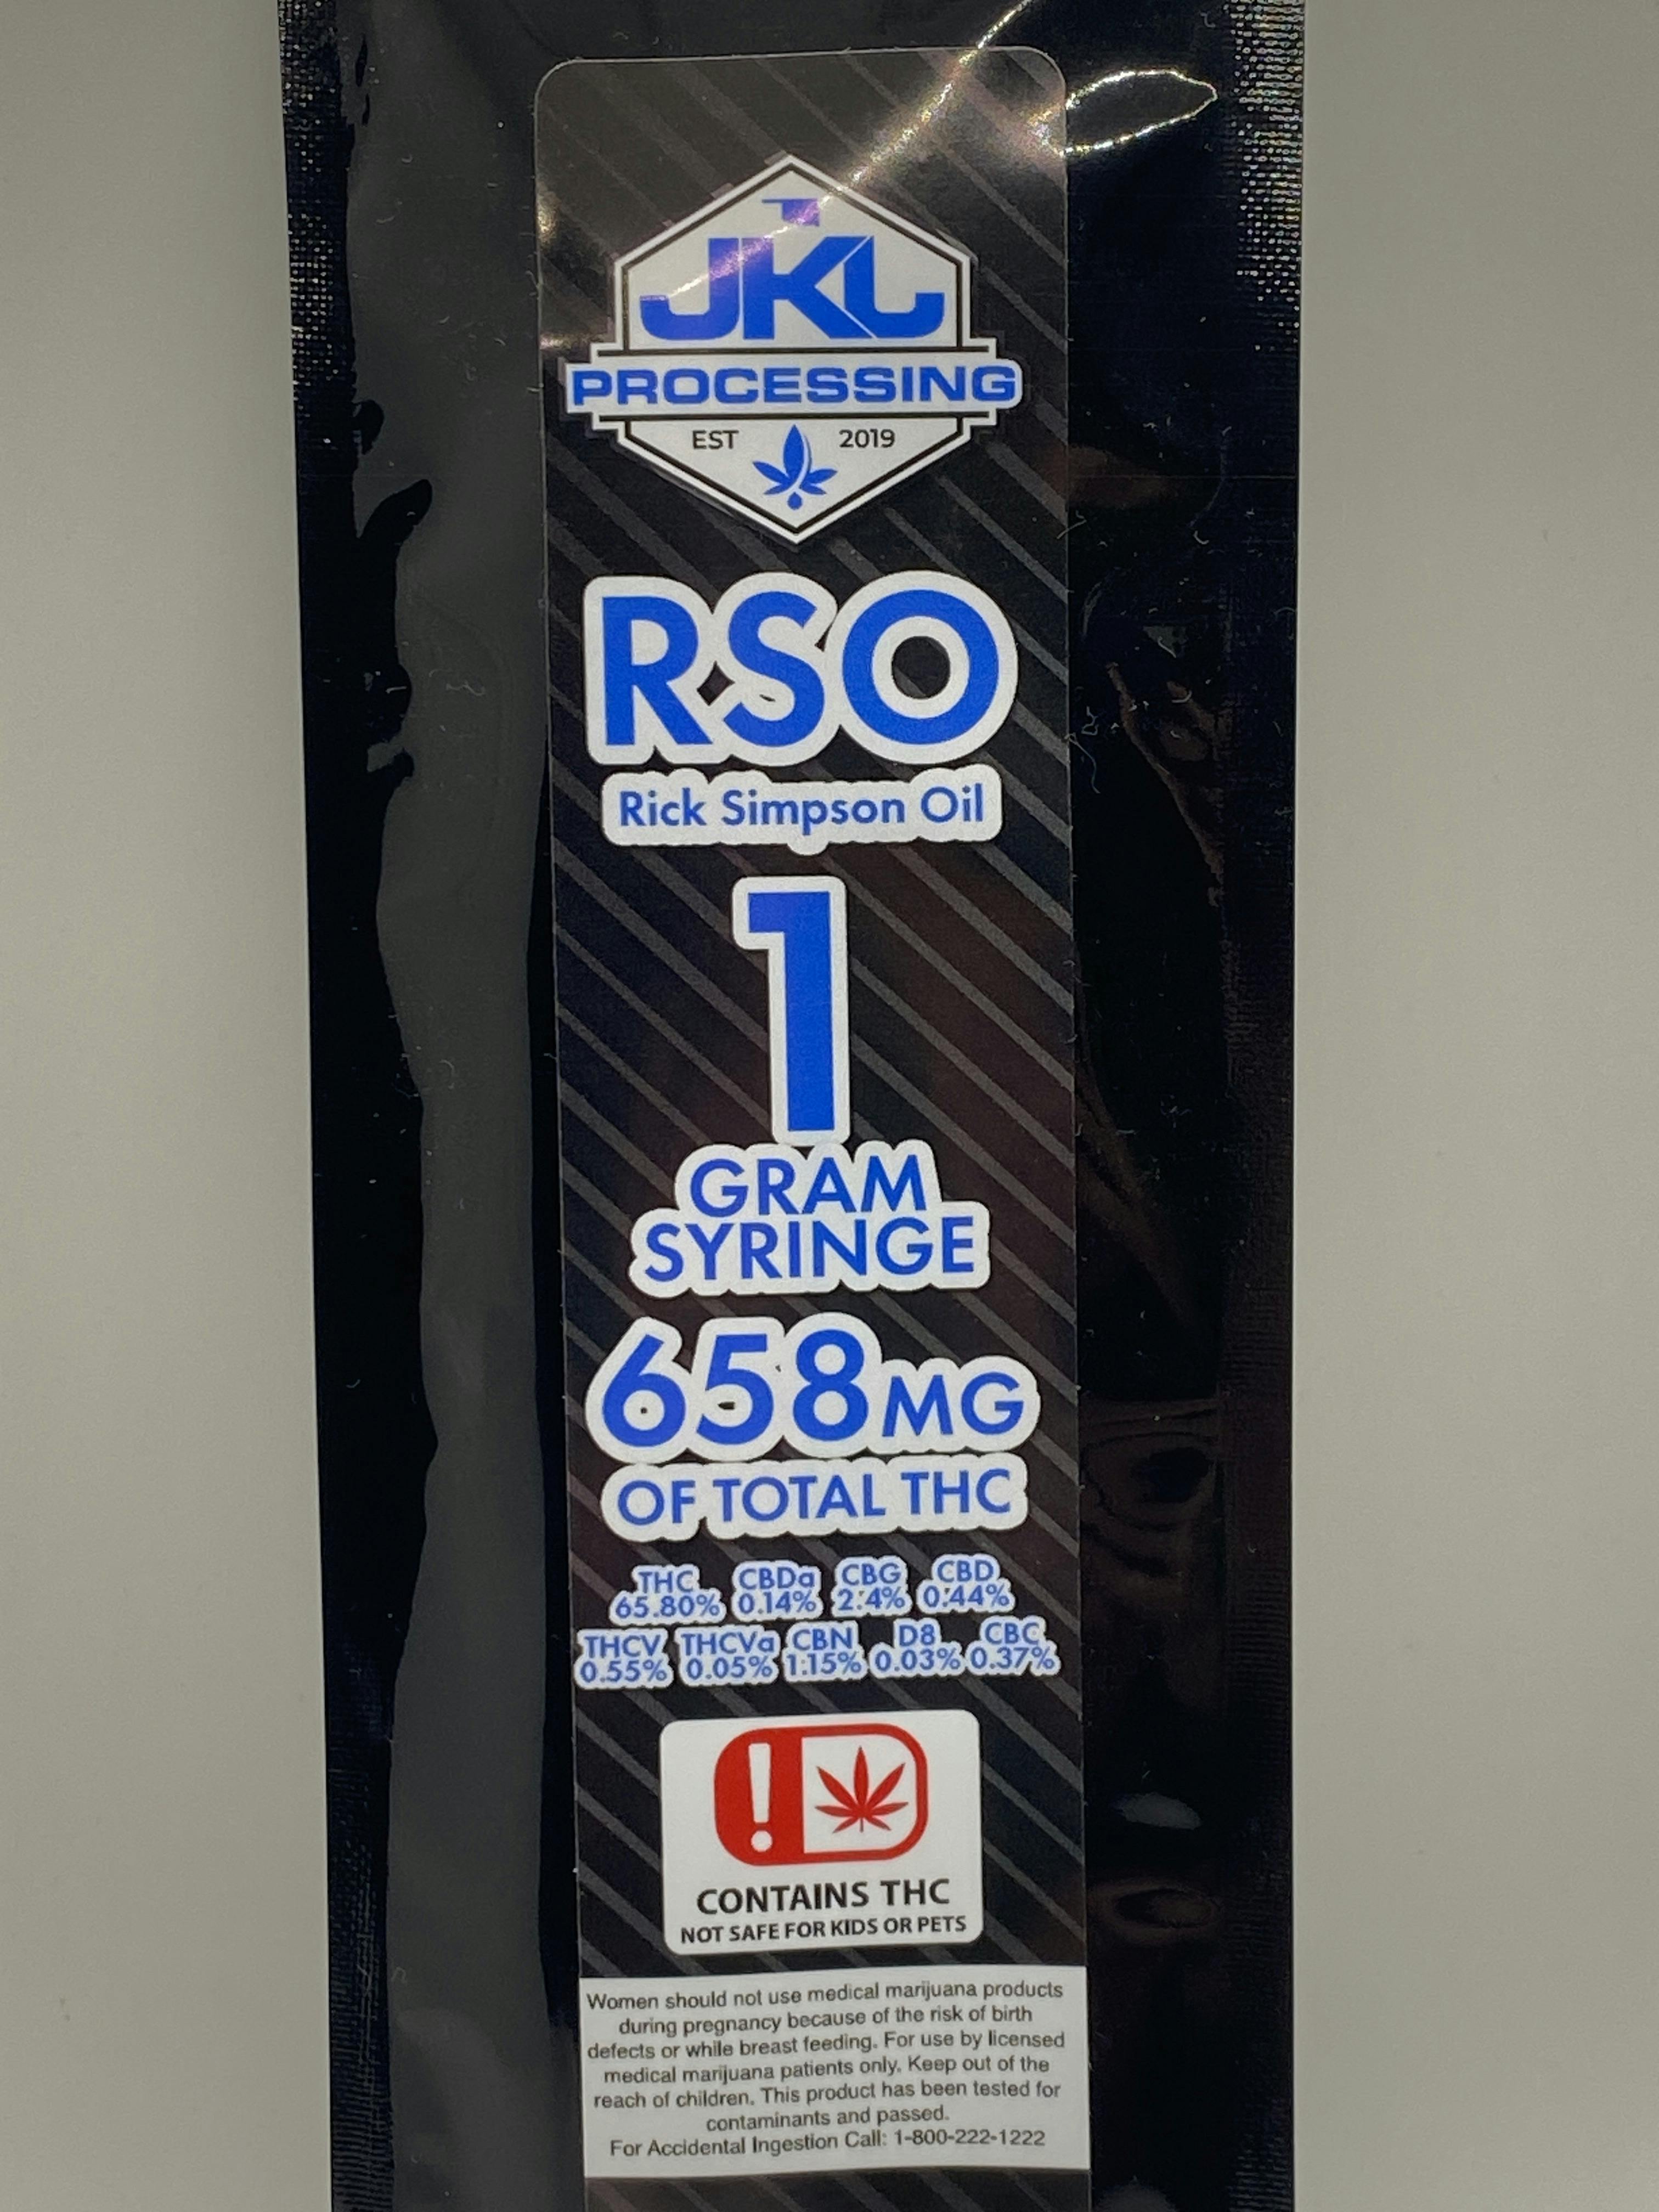 JKJ
PROCESSING
EST 2019
RSO
Rick Simpson Oil
1
GRAM
SYRINGE
658MG
OF TOTAL THC
THC CBDa CBG CBD
65.80% 0.14% 2.4% 0.44%
THCV THCVa CBN D8 CBC
0.55% 0.05% 1.15% 0.03% 0.37%
CONTAINS THC
NOT SAFE FOR KIDS OR PETS
Women should not use medical marijuana products
during pregnancy because of the risk of birth
defects or while breast feeding. For use by licensed
medical marijuana patients only. Keep out of the
reach of children. This product has been tested for
contaminants and passed.
For Accidental Ingestion Call: 1-800-222-1222